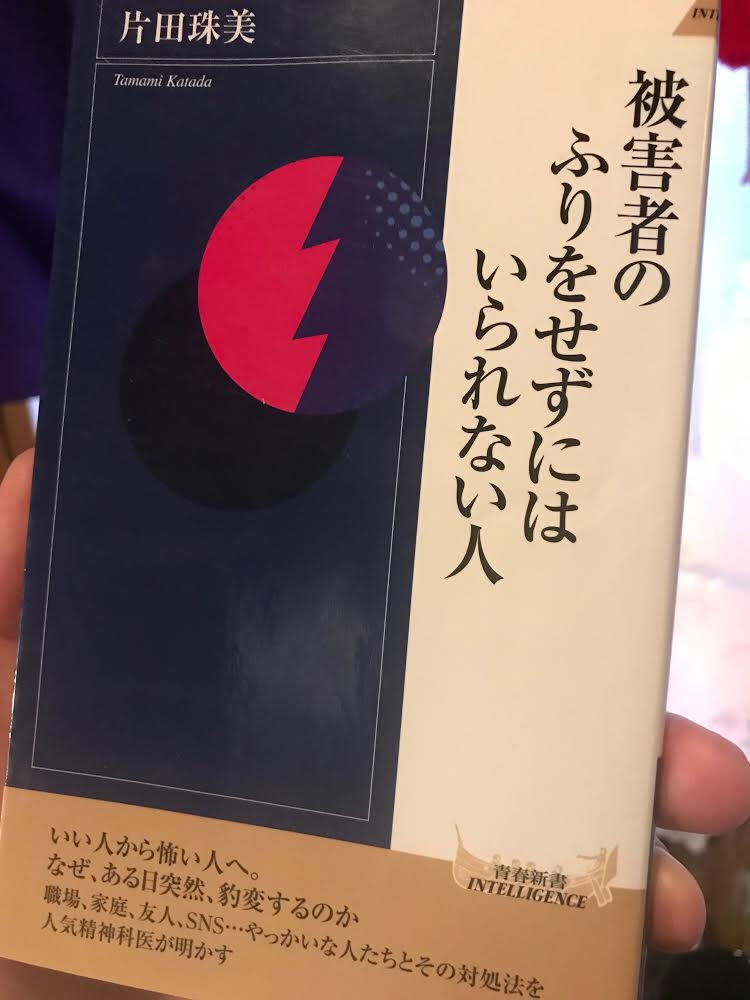 片田珠美
Tamami Katada
被害者の
ふりをせずには
いられない人
いい人から怖い人へ。
なぜ、ある日突然、豹変するのか
職場、家庭、友人、SNS…やっかいな人たちとその対処法を
人気精神科医が明かす
青春新書
INTELLIGENCE